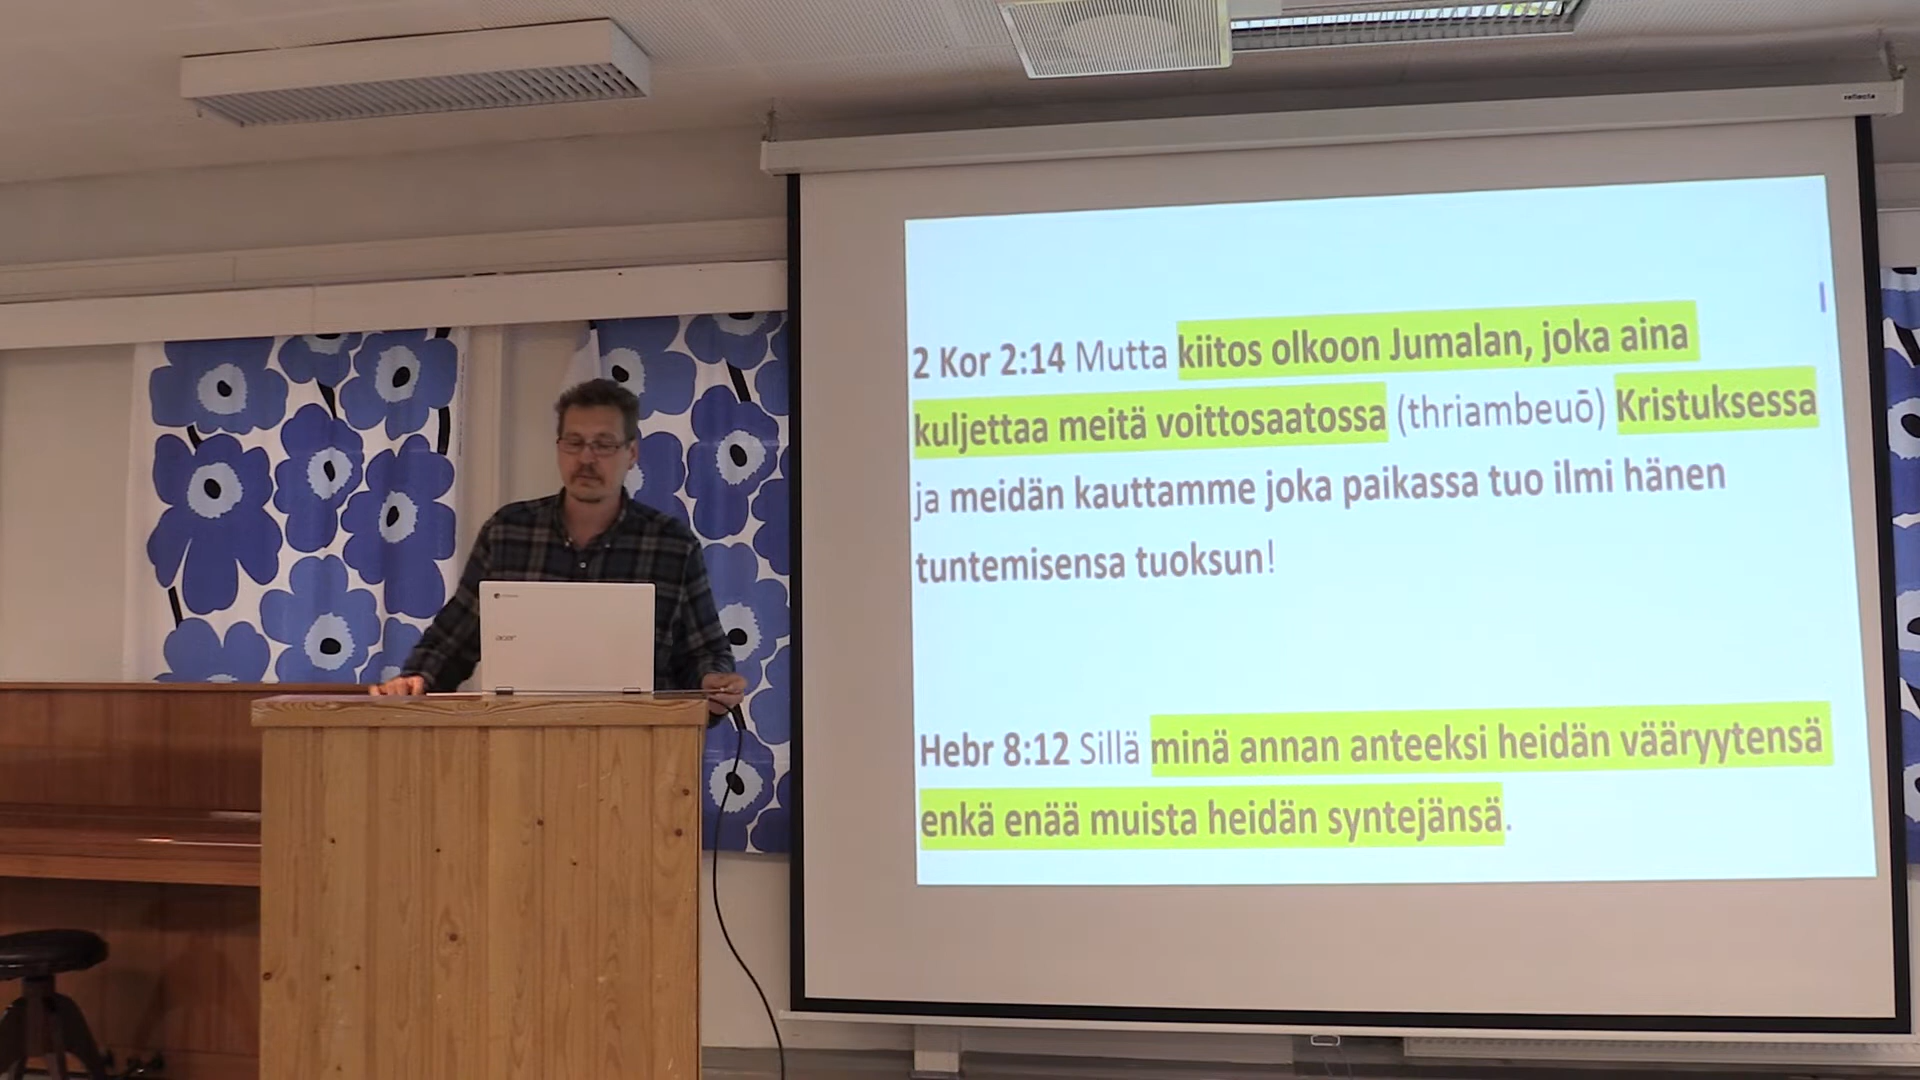 reflecta
2 Kor 2:14 Mutta kiitos olkoon Jumalan, joka aina
kuljettaa meitä voittosaatossa (thriambeuō) Kristuksessa
ja meidän kauttamme joka paikassa tuo ilmi hänen
tuntemisensa tuoksun!
Hebr 8:12 Sillä minä annan anteeksi heidän vääryytensä
enkä enää muista heidän syntejänsä.
acer